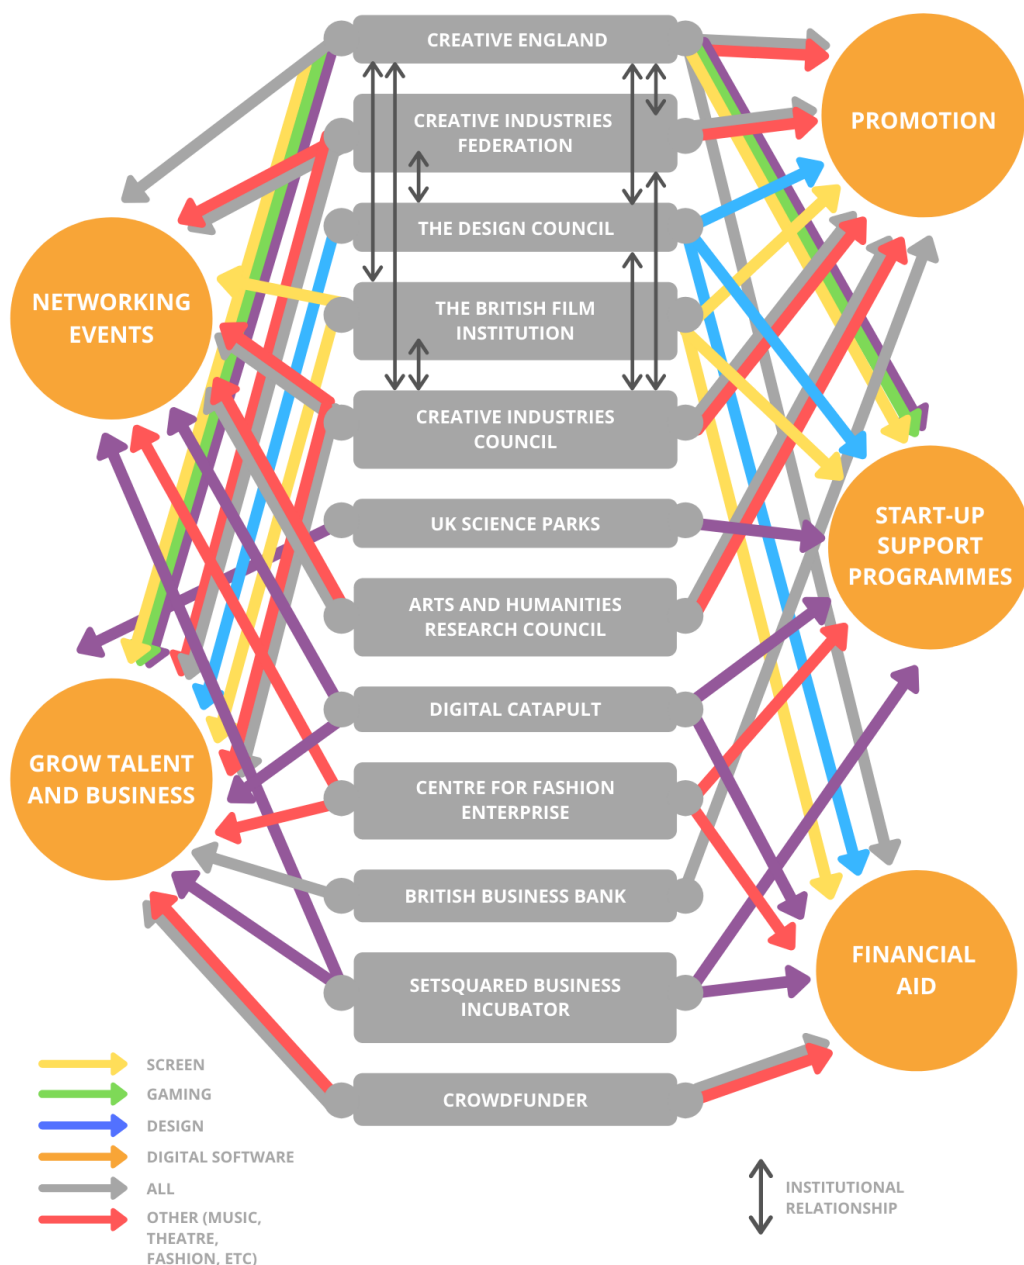 CREATIVE ENGLAND
CREATIVE INDUSTRIES
FEDERATION
THE DESIGN COUNCIL
THE BRITISH FILM
INSTITUTION
CREATIVE INDUSTRIES
COUNCIL
UK SCIENCE PARKS
ARTS AND HUMANITIES
RESEARCH COUNCIL
DIGITAL CATAPULT
CENTRE FOR FASHION
ENTERPRISE
BRITISH BUSINESS BANK
SETSQUARED BUSINESS
INCUBATOR
CROWDFUNDER
NETWORKING
EVENTS
GROW TALENT
AND BUSINESS
PROMOTION
START-UP
SUPPORT
PROGRAMMES
FINANCIAL
AID
SCREEN
GAMING
DESIGN
DIGITAL SOFTWARE
ALL
OTHER (MUSIC,
THEATRE,
FASHION, ETC)
INSTITUTIONAL
RELATIONSHIP